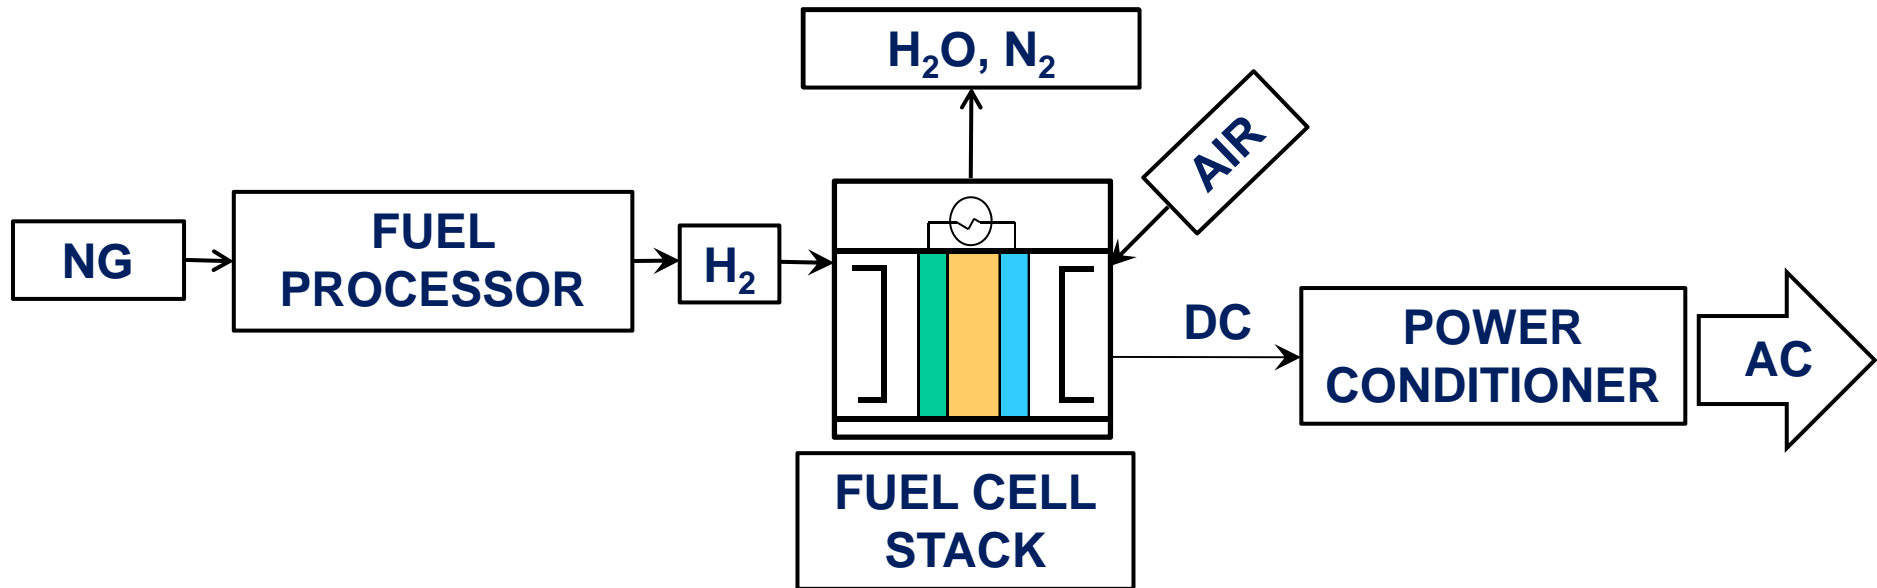 H₂O, N₂
AIR
NG
FUEL
PROCESSOR
H₂
DC
POWER
CONDITIONER
AC
FUEL CELL
STACK